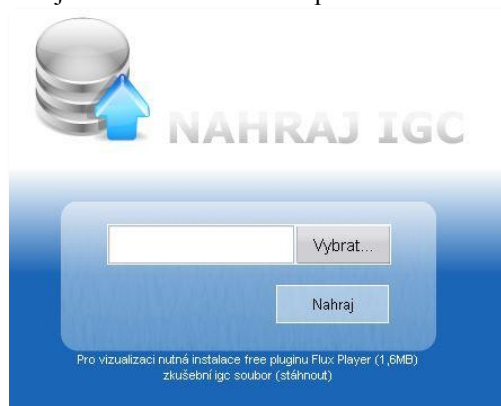 NAHRAJ IGC
Vybrat...
Nahraj
Pro vizualizaci nutná instalace free pluginu Flux Player (1,6MB)
zkušební igc soubor (stáhnout)